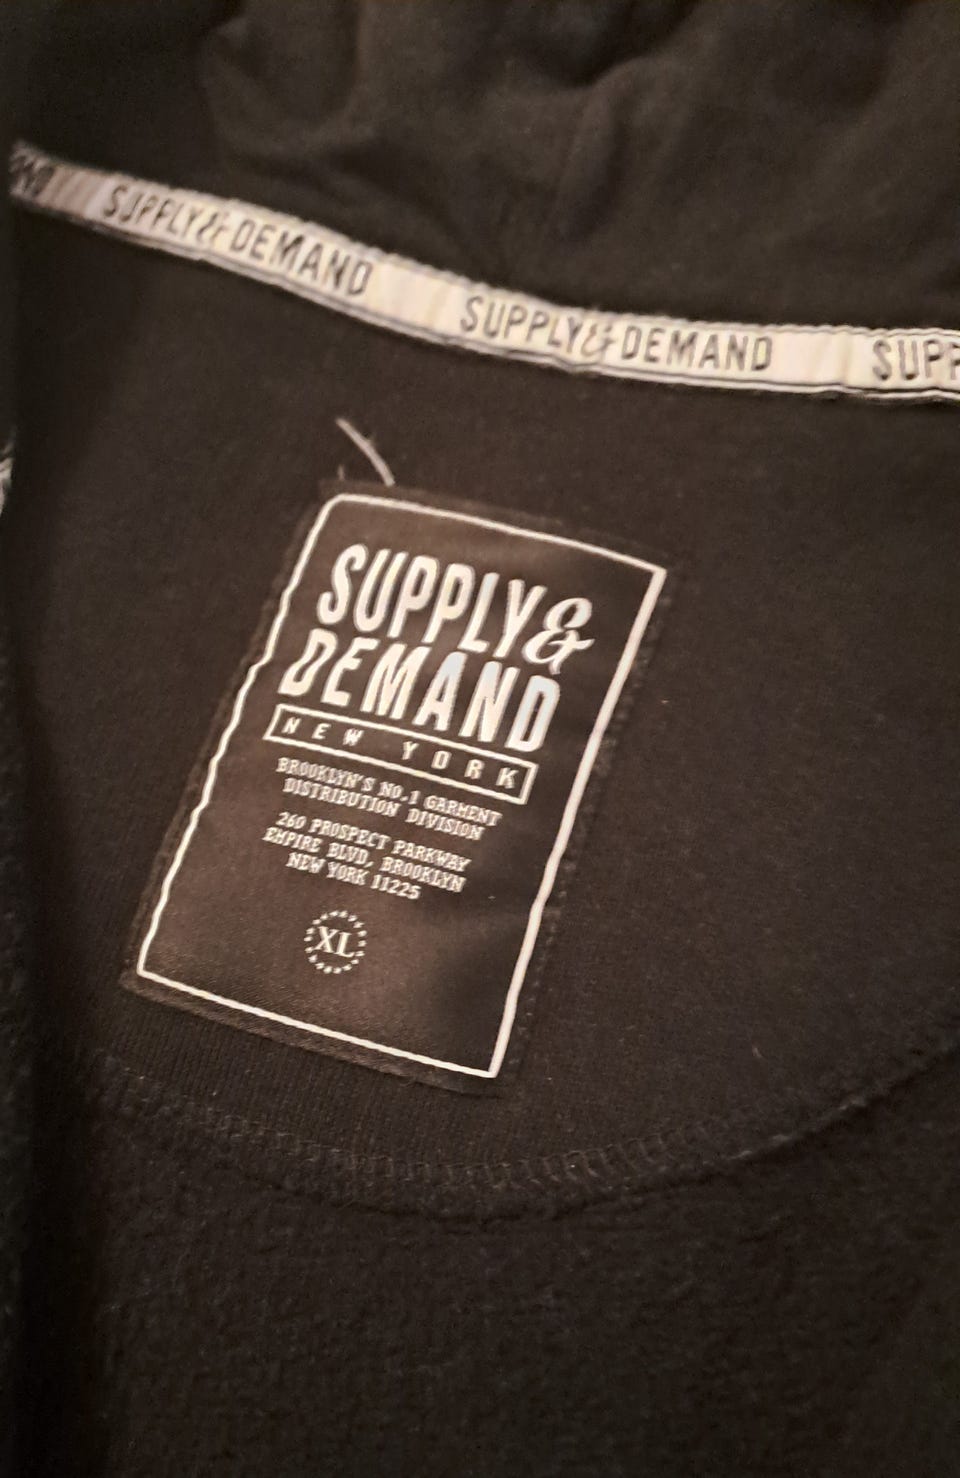 SUPPLY&DEMAND
SUPPLY&DEMAND
SUPP
SUPPLY&
DEMAND
NEW YORK
BROOKLYN'S NO.1 GARMENT
DISTRIBUTION DIVISION
260 PROSPECT PARKWAY
EMPIRE BLVD, BROOKLYN
NEW YORK 11225
XL